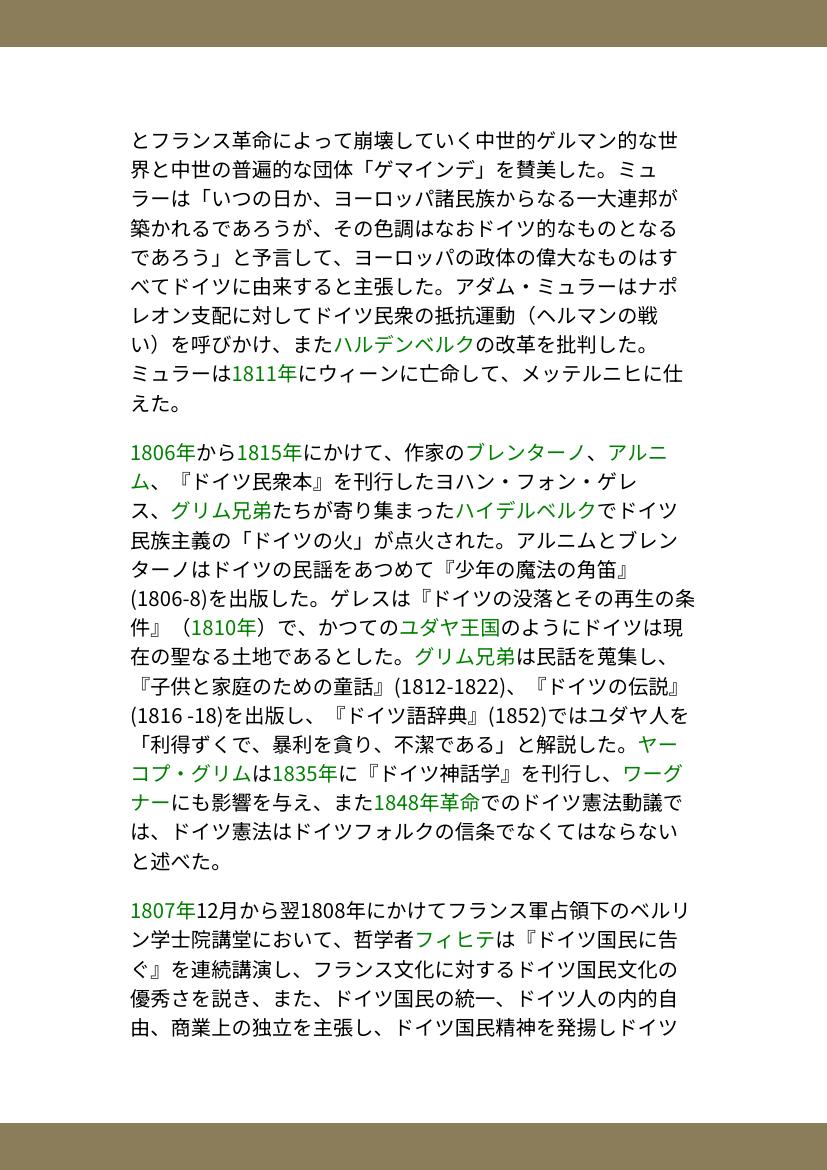 とフランス革命によって崩壊していく中世的ゲルマン的な世
界と中世の普遍的な団体「ゲマインデ」を賛美した。ミュ
ラーは「いつの日か、ヨーロッパ諸民族からなる一大連邦が
築かれるであろうが、その色調はなおドイツ的なものとなる
であろう」と予言して、ヨーロッパの政体の偉大なものはす
べてドイツに由来すると主張した。アダム・ミュラーはナポ
レオン支配に対してドイツ民衆の抵抗運動（ヘルマンの戦
い）を呼びかけ、またハルデンベルクの改革を批判した。
ミュラーは1811年にウィーンに亡命して、メッテルニヒに仕
えた。
1806年から1815年にかけて、作家のブレンターノ、アルニ
ム、『ドイツ民衆本』を刊行したヨハン・フォン・ゲレ
ス、グリム兄弟たちが寄り集まったハイデルベルクでドイツ
民族主義の「ドイツの火」が点火された。アルニムとブレン
ターノはドイツの民謡をあつめて『少年の魔法の角笛』
(1806-8)を出版した。ゲレスは『ドイツの没落とその再生の条
件』（1810年）で、かつてのユダヤ王国のようにドイツは現
在の聖なる土地であるとした。グリム兄弟は民話を蒐集し、
『子供と家庭のための童話』(1812-1822)、『ドイツの伝説』
(1816 -18)を出版し、『ドイツ語辞典』(1852)ではユダヤ人を
「利得ずくで、暴利を貪り、不潔である」と解説した。ヤー
コプ・グリムは1835年に『ドイツ神話学』を刊行し、ワーグ
ナーにも影響を与え、また1848年革命でのドイツ憲法動議で
は、ドイツ憲法はドイツフォルクの信条でなくてはならない
と述べた。
1807年12月から翌1808年にかけてフランス軍占領下のベルリ
ン学士院講堂において、哲学者フィヒテは『ドイツ国民に告
ぐ』を連続講演し、フランス文化に対するドイツ国民文化の
優秀さを説き、また、ドイツ国民の統一、ドイツ人の内的自
由、商業上の独立を主張し、ドイツ国民精神を発揚しドイツ